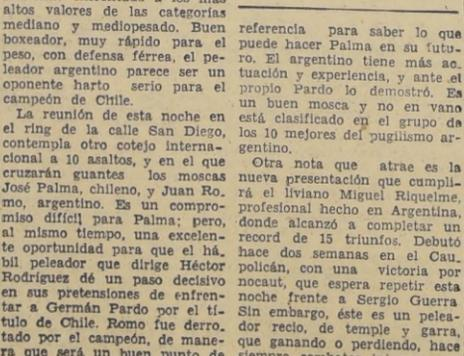 altos valores de las categorías
mediano y mediopesado. Buen
boxeador, muy rápido para el
peso, con defensa férrea, el pe-
leador argentino parece ser un
oponente harto serio para el
campeón de Chile.
La reunión de esta noche en
el ring de la calle San Diego,
contempla otro cotejo interna-
cional a 10 asaltos, y en el que
cruzarán guantes los moscas
José Palma, chileno, y Juan Ro-
mo, argentino. Es un compro-
miso difícil para Palma; pero,
al mismo tiempo, una excelen-
te oportunidad para que el há-
bil peleador que dirige Héctor
Rodríguez dé un paso decisivo
en sus pretensiones de enfren-
tar a Germán Pardo por el tí-
tulo de Chile. Romo fue derro-
tado por el campeón, de mane-
ra que será un buen punto de
referencia para saber lo que
puede hacer Palma en su futu-
ro. El argentino tiene más ac-
tuación y experiencia, y ante el
propio Pardo lo demostró. Es
un buen mosca y no en vano
está clasificado en el grupo de
los 10 mejores del pugilismo ar-
gentino.
Otra nota que atrae es la
nueva presentación que cumpli-
rá el liviano Miguel Riquelme,
profesional hecho en Argentina,
donde alcanzó a completar un
record de 15 triunfos. Debutó
hace dos semanas en el Cau-
policán, con una victoria por
nocaut, que espera repetir esta
noche frente a Sergio Guerra
Sin embargo, éste es un pelea-
dor recio, de temple y garra,
que ganando o perdiendo, hace
siempre